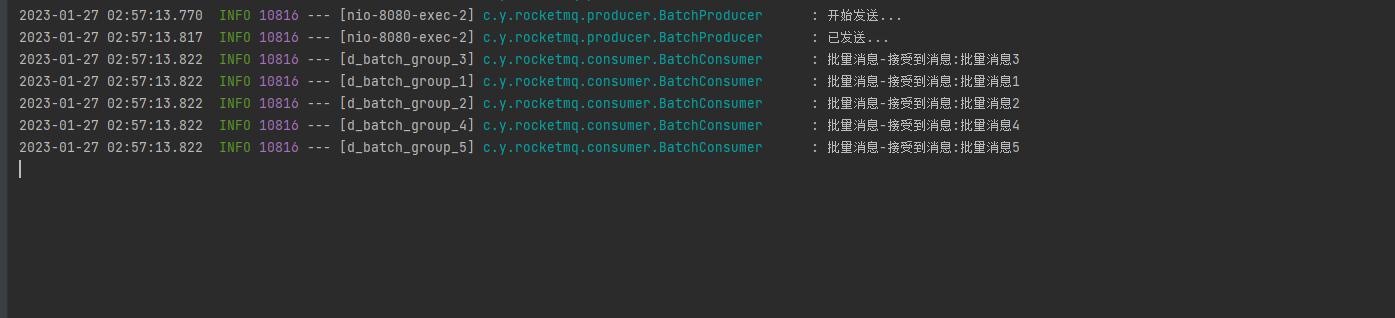 2023-01-27 02:57:13.770  INFO 10816 --- [nio-8080-exec-2] c.y.rocketmq.producer.BatchProducer      : 开始发送...
2023-01-27 02:57:13.817  INFO 10816 --- [nio-8080-exec-2] c.y.rocketmq.producer.BatchProducer      : 已发送...
2023-01-27 02:57:13.822  INFO 10816 --- [d_batch_group_3] c.y.rocketmq.consumer.BatchConsumer      : 批量消息-接受到消息:批量消息3
2023-01-27 02:57:13.822  INFO 10816 --- [d_batch_group_1] c.y.rocketmq.consumer.BatchConsumer      : 批量消息-接受到消息:批量消息1
2023-01-27 02:57:13.822  INFO 10816 --- [d_batch_group_2] c.y.rocketmq.consumer.BatchConsumer      : 批量消息-接受到消息:批量消息2
2023-01-27 02:57:13.822  INFO 10816 --- [d_batch_group_4] c.y.rocketmq.consumer.BatchConsumer      : 批量消息-接受到消息:批量消息4
2023-01-27 02:57:13.822  INFO 10816 --- [d_batch_group_5] c.y.rocketmq.consumer.BatchConsumer      : 批量消息-接受到消息:批量消息5